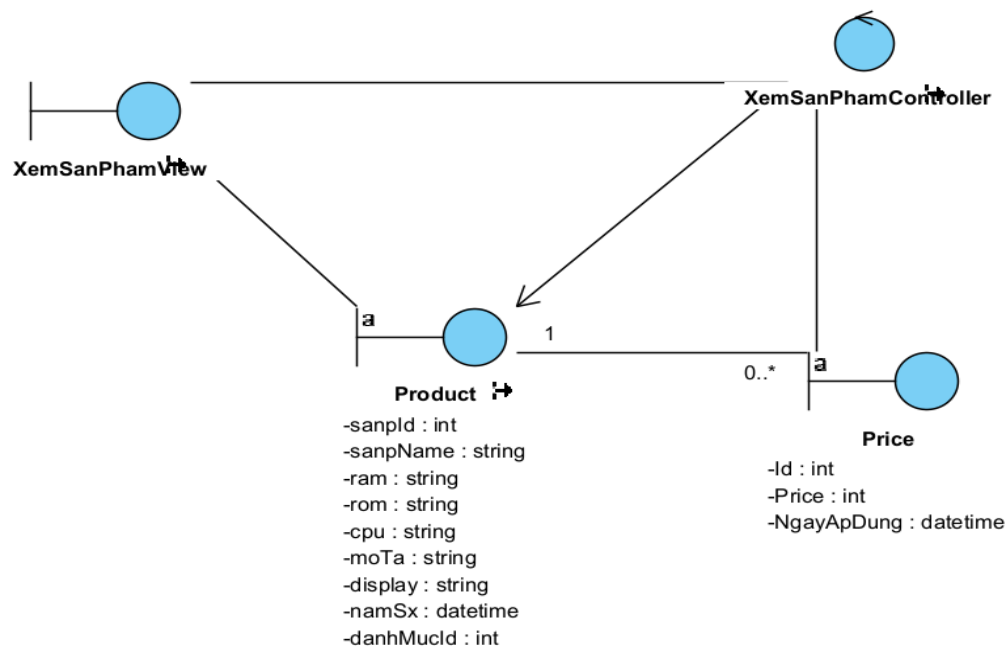 XemSanPhamController
XemSanPhamView
a
1
0..*
a
Product
-sanpId : int
-sanpName : string
-ram : string
-rom : string
-cpu : string
-moTa : string
-display : string
-namSx : datetime
-danhMucId : int
Price
-Id : int
-Price : int
-NgayApDung : datetime